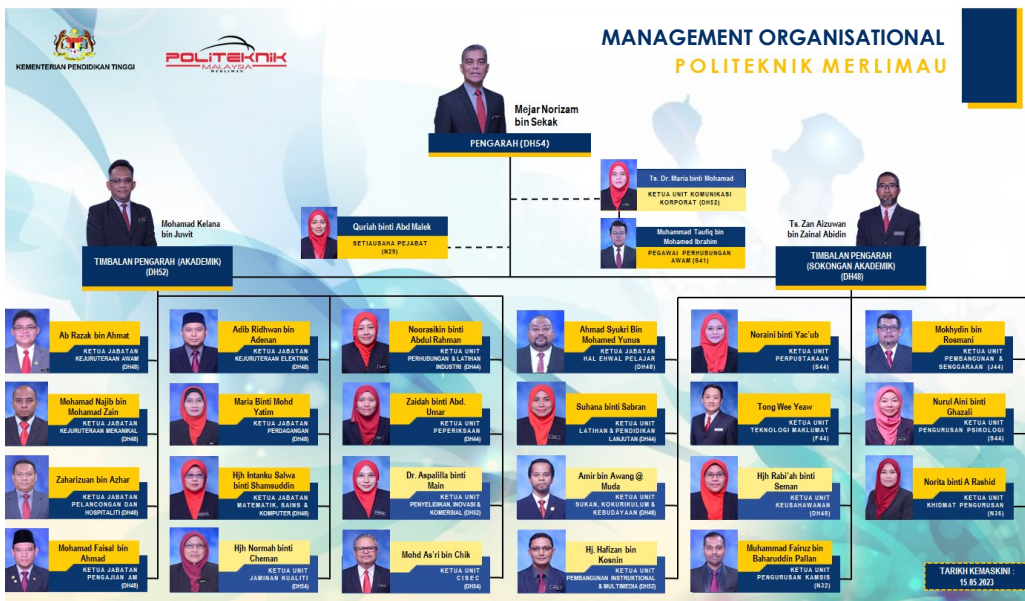 KEMENTERIAN PENDIDIKAN TINGGI
POLITEKNIK
MALAYSIA
MERLIMAU
MANAGEMENT ORGANISATIONAL
POLITEKNIK MERLIMAU
Mejar Norizam
bin Sekak
PENGARAH (DH54)
Mohamad Kelana
bin Juwit
TIMBALAN PENGARAH (AKADEMIK)
(DH52)
Quriah binti Abd Malek
SETIAUSAHA PEJABAT
(N29)
Ts. Dr. Maria binti Mohamad
KETUA UNIT KOMUNIKASI
KORPORAT (DH52)
Muhammad Taufiq bin
Mohamed Ibrahim
PEGAWAI PERHUBUNGAN
AWAM (S41)
Ts. Zan Aizuwan
bin Zainal Abidin
TIMBALAN PENGARAH
(SOKONGAN AKADEMIK)
(DH48)
Ab Razak bin Ahmat
KETUA JABATAN
KEJURUTERAAN AWAM
(DH48)
Adib Ridhwan bin
Adenan
KETUA JABATAN
KEJURUTERAAN ELEKTRIK
(DH48)
Noorasikin binti
Abdul Rahman
KETUA UNIT
PERHUBUNGAN & LATIHAN
INDUSTRI (DH44)
Ahmad Syukri Bin
Mohamed Yunus
KETUA JABATAN
HAL EHWAL PELAJAR
(DH48)
Noraini binti Yac'ub
KETUA UNIT
PERPUSTAKAAN
(S44)
Mokhydin bin
Rosmani
KETUA UNIT
PEMBANGUNAN &
SENGGARAAN (J44)
Mohamad Najib bin
Mohamad Zain
KETUA JABATAN
KEJURUTERAAN MEKANIKAL
(DH48)
Maria Binti Mohd
Yatim
KETUA JABATAN
PERDAGANGAN
(DH48)
Zaidah binti Abd.
Umar
KETUA UNIT
PEPERIKSAAN
(DH44)
Suhana binti Sabran
KETUA UNIT
LATIHAN & PENDIDIKAN
LANJUTAN (DH44)
Tong Wee Yeaw
KETUA UNIT
TEKNOLOGI MAKLUMAT
(F44)
Nurul Aini binti
Ghazali
KETUA UNIT
PENGURUSAN PSIKOLOGI
(S44)
Zaharizuan bin Azhar
KETUA JABATAN
PELANCONGAN DAN
HOSPITALITI (DH48)
Hjh Intanku Salwa
binti Shamsuddin
KETUA JABATAN
MATEMATIK, SAINS &
KOMPUTER (DH48)
Dr. Aspalilla binti
Main
KETUA UNIT
PENYELIDIKAN, INOVASI &
KOMERSIAL (DH52)
Amir bin Awang @
Muda
KETUA UNIT
SUKAN, KOKURIKULUM &
KEBUDAYAAN (DH48)
Hjh Rabi'ah binti
Seman
KETUA UNIT
KEUSAHAWANAN
(DH48)
Norita binti A Rashid
KETUA UNIT
KHIDMAT PENGURUSAN
(N36)
Mohamad Faisal bin
Ahmad
KETUA JABATAN
PENGAJIAN AM
(DH48)
Hjh Normah binti
Cheman
KETUA UNIT
JAMINAN KUALITI
(DH34)
Mohd As'ri bin Chik
KETUA UNIT
CISEC
(DH34)
Hj. Hafizan bin
Kosnin
KETUA UNIT
PEMBANGUNAN INSTRUKTIONAL
& MULTIMEDIA (DH52)
Muhammad Fairuz bin
Baharuddin Pallan
KETUA UNIT
PENGURUSAN KAMSIS
(N32)
TARIKH KEMASKINI :
15.05.2023